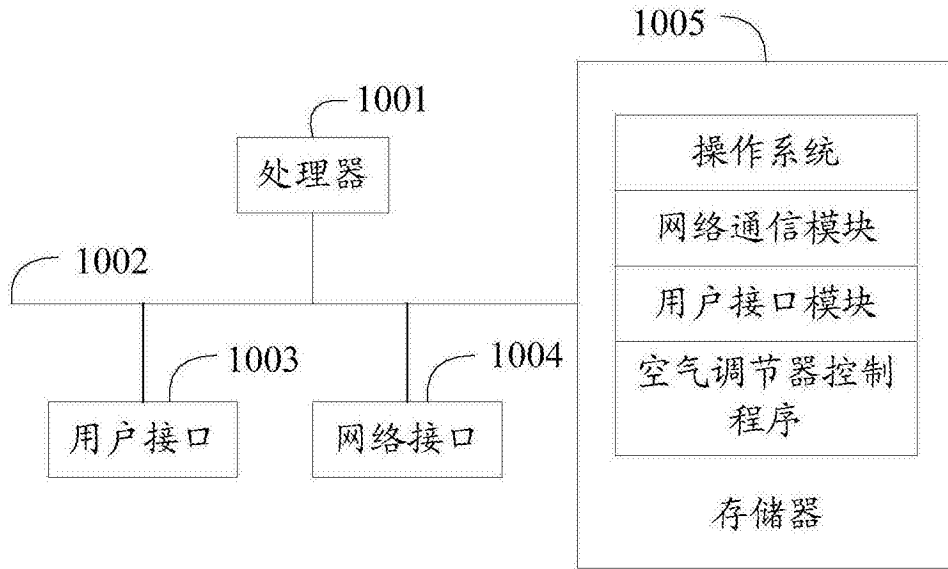 1005
1001
处理器
操作系统
网络通信模块
1002
用户接口模块
1003
1004
空气调节器控制
程序
用户接口
网络接口
存储器